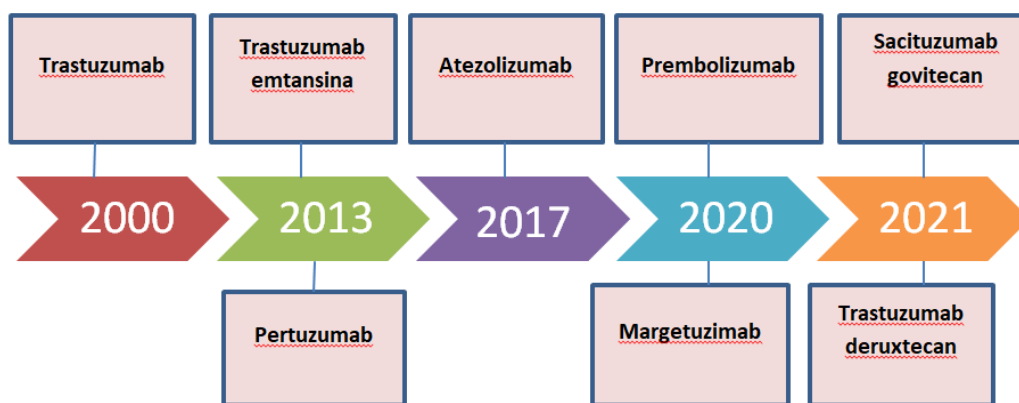 Trastuzumab
Trastuzumab
emtansina
Atezolizumab
Prembolizumab
Sacituzumab
govitecan
2000
2013
2017
2020
2021
Pertuzumab
Margetuzimab
Trastuzumab
deruxtecan